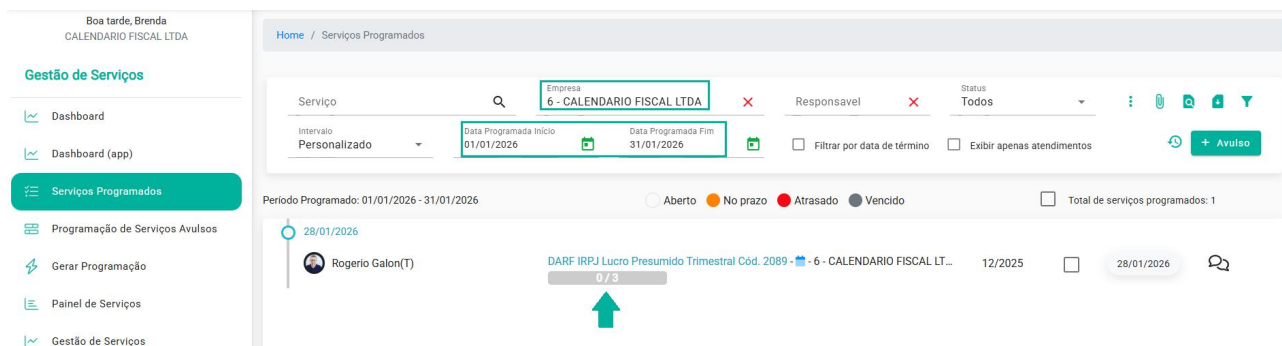 Boa tarde, Brenda
CALENDARIO FISCAL LTDA
Gestão de Serviços
Dashboard
Dashboard (app)
Serviços Programados
Programação de Serviços Avulsos
Gerar Programação
Painel de Serviços
Gestão de Serviços
Home / Serviços Programados
Serviço
Empresa
6 - CALENDARIO FISCAL LTDA
Responsavel
Status
Todos
Intervalo
Personalizado
Data Programada Início
01/01/2026
Data Programada Fim
31/01/2026
Filtrar por data de término
Exibir apenas atendimentos
+ Avulso
Período Programado: 01/01/2026 - 31/01/2026
Aberto No prazo Atrasado Vencido
Total de serviços programados: 1
28/01/2026
Rogerio Galon(T)
DARF IRPJ Lucro Presumido Trimestral Cód. 2089 - - 6 - CALENDARIO FISCAL LT...
0/3
12/2025
28/01/2026